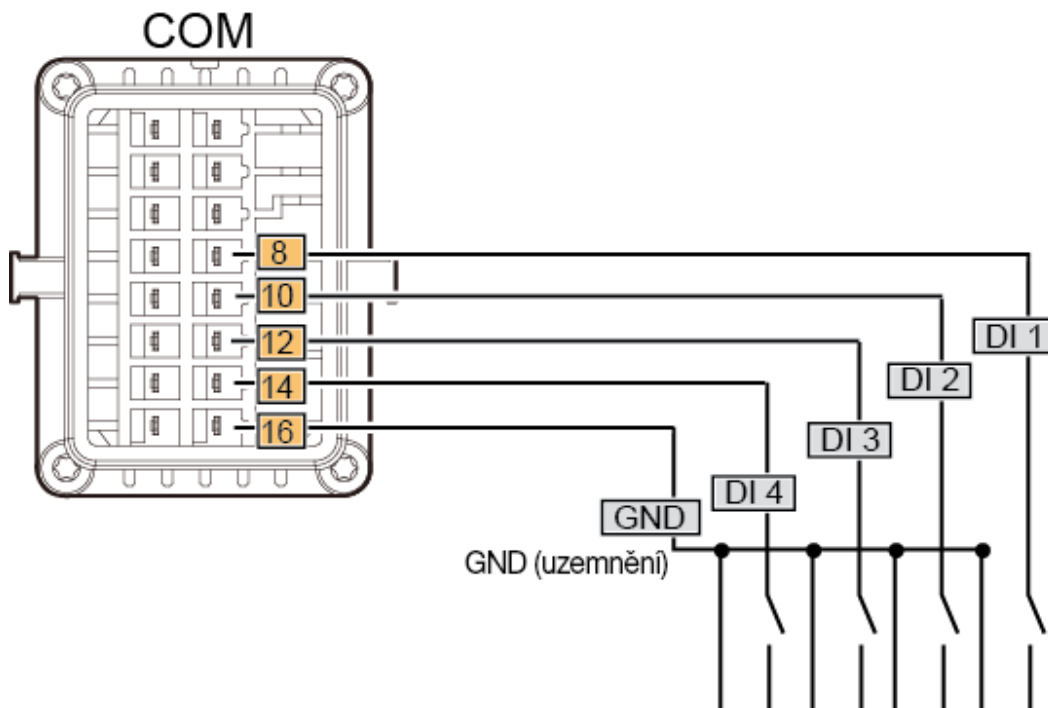 COM
8
10
12
14
16
DI 1
DI 2
DI 3
DI 4
GND
GND (uzemnění)